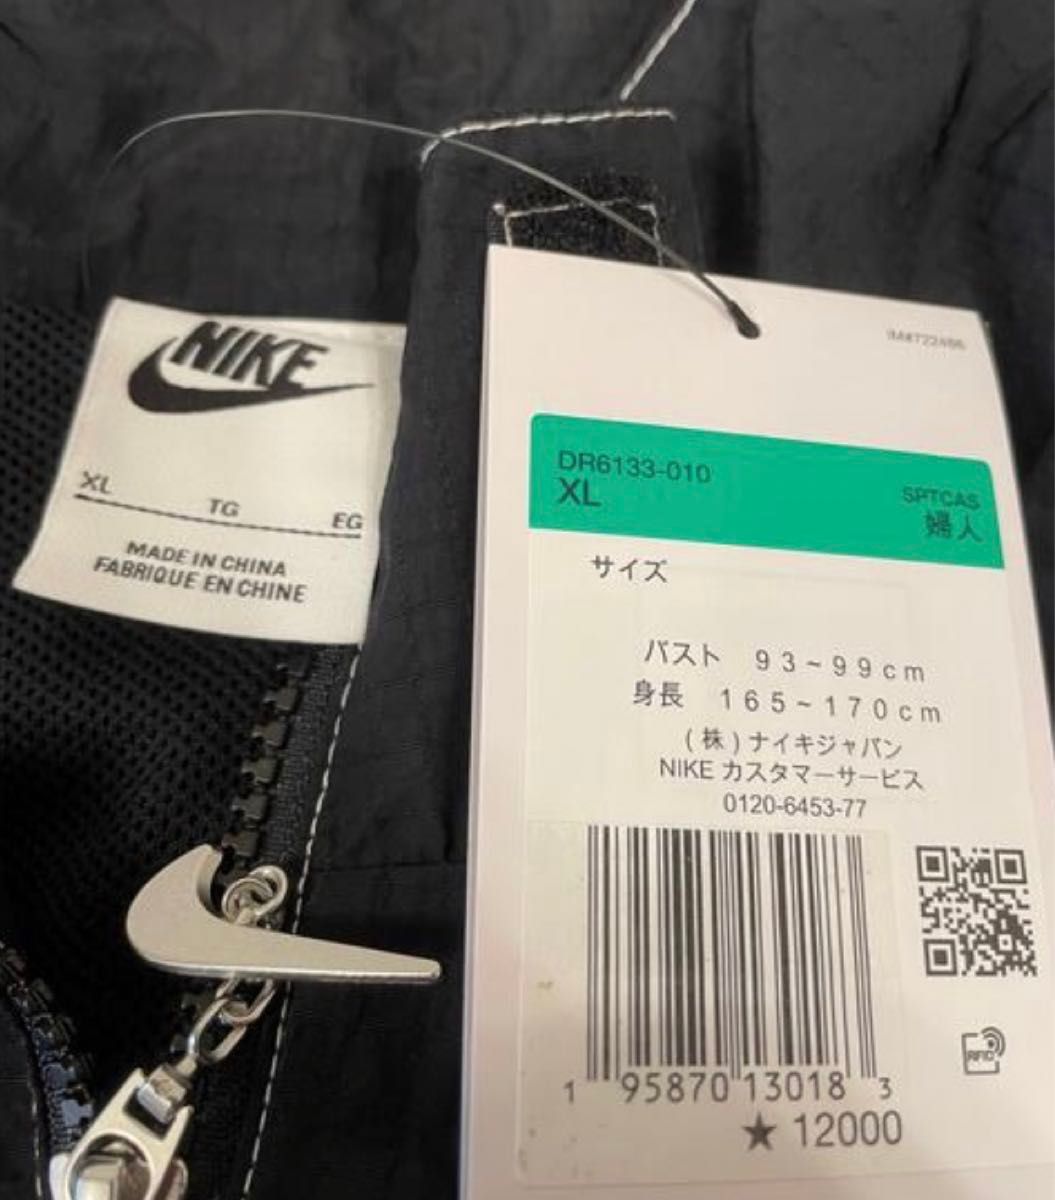 NIKE
XL TG EG
MADE IN CHINA
FABRIQUE EN CHINE
DR6133-010
XL
SPTCAS
婦人
サイズ
バスト 93~99cm
身長 165~170cm
(株)ナイキジャパン
NIKE カスタマーサービス
0120-6453-77
1 95870 13018 3
★ 12000
RFID